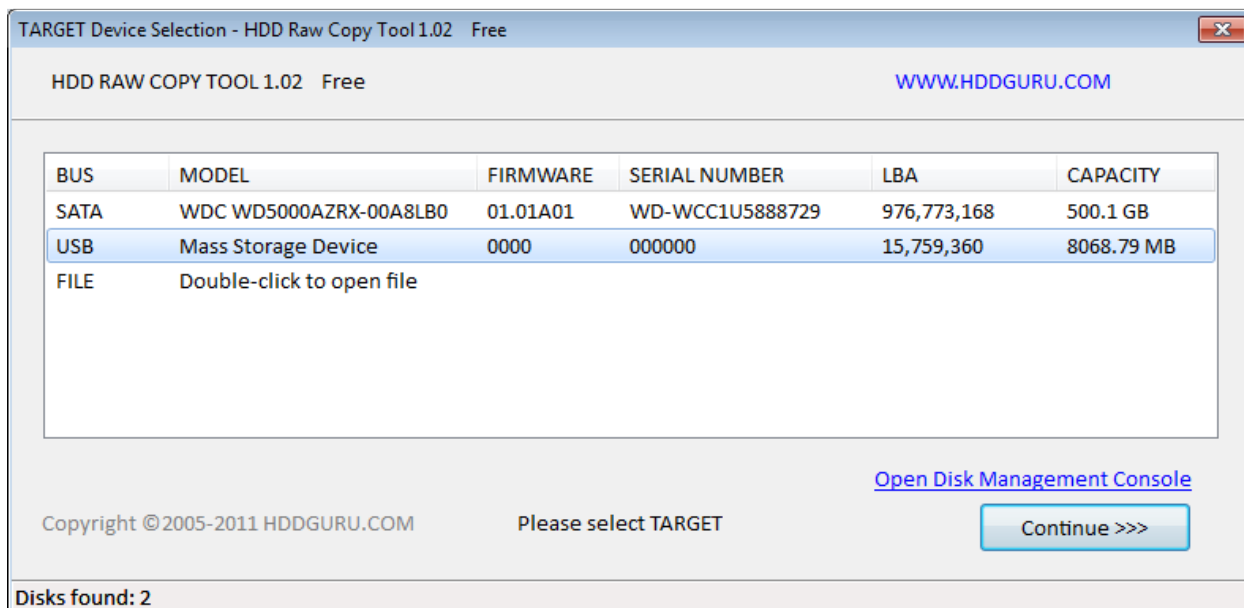 TARGET Device Selection - HDD Raw Copy Tool 1.02 Free
HDD RAW COPY TOOL 1.02 Free WWW.HDDGURU.COM
BUS MODEL FIRMWARE SERIAL NUMBER LBA CAPACITY
SATA WDC WD5000AZRX-00A8LB0 01.01A01 WD-WCC1U5888729 976,773,168 500.1 GB
USB Mass Storage Device 0000 000000 15,759,360 8068.79 MB
FILE Double-click to open file
Open Disk Management Console
Copyright ©2005-2011 HDDGURU.COM Please select TARGET Continue >>>
Disks found: 2